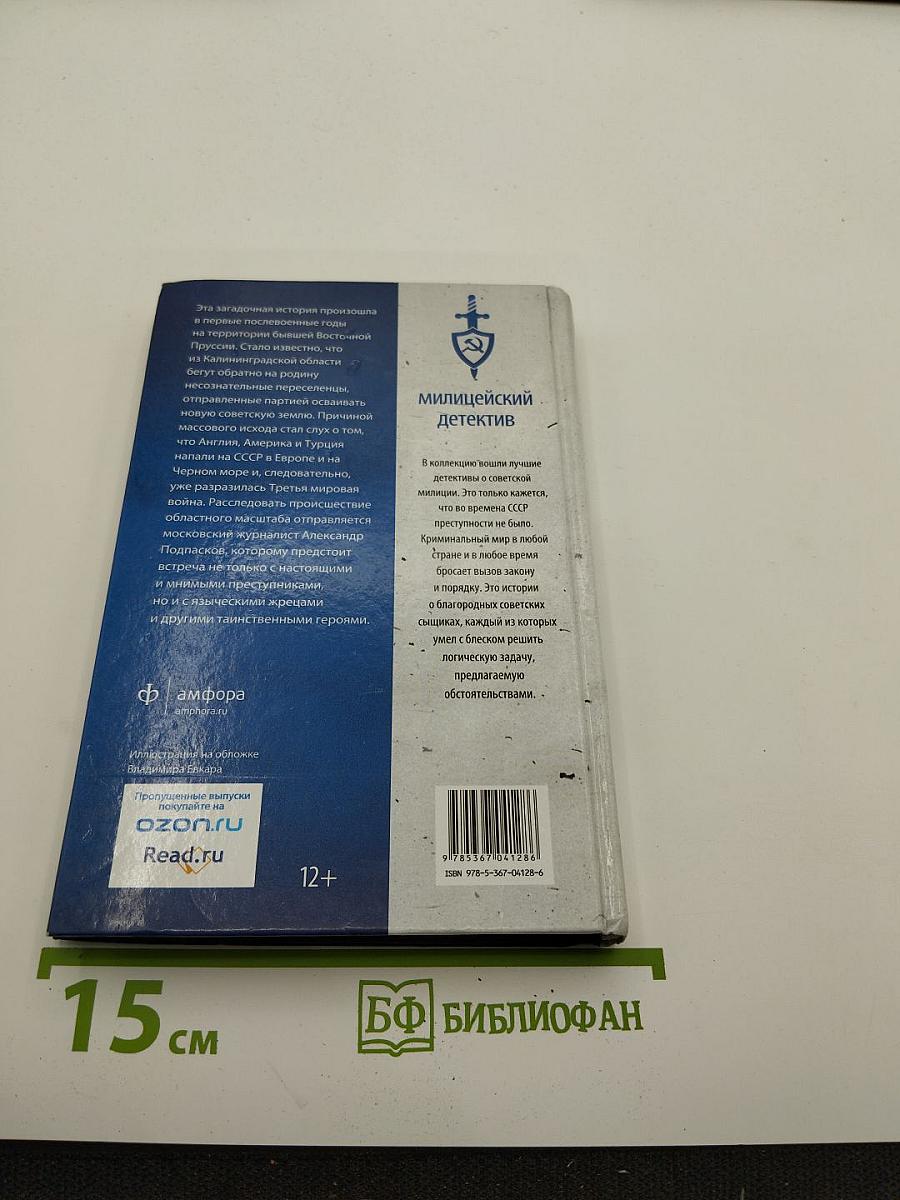 Эта загадочная история произошла
в первые послевоенные годы
на территории бывшей Восточной
Пруссии. Стало известно, что
из Калининградской области
бегут обратно на родину
несознательные переселенцы,
отправленные партией осваивать
новую советскую землю. Причиной
массового исхода стал слух о том,
что Англия, Америка и Турция
напали на СССР в Европе и на
Черном море и, следовательно,
уже разразилась Третья мировая
война. Расследовать происшествие
областного масштаба отправляется
московский журналист Александр
Подпасков, которому предстоит
встреча не только с настоящими
и мнимыми преступниками,
но и с языческими жрецами
и другими таинственными героями.
ф амфора
amphora.ru
Иллюстрация на обложке
Владимира Евкара
Пропущенные выпуски
покупайте на
ozon.ru
Read.ru
12+
МИЛИЦЕЙСКИЙ
ДЕТЕКТИВ
В коллекцию вошли лучшие
детективы о советской
милиции. Это только кажется,
что во времена СССР
преступности не было.
Криминальный мир в любой
стране и в любое время
бросает вызов закону
и порядку. Это истории
о благородных советских
сыщиках, каждый из которых
умел с блеском решить
логическую задачу,
предлагаемую
обстоятельствами.
9 785367 041286
ISBN 978-5-367-04128-6
15 см
БФ БИБЛИОФАН